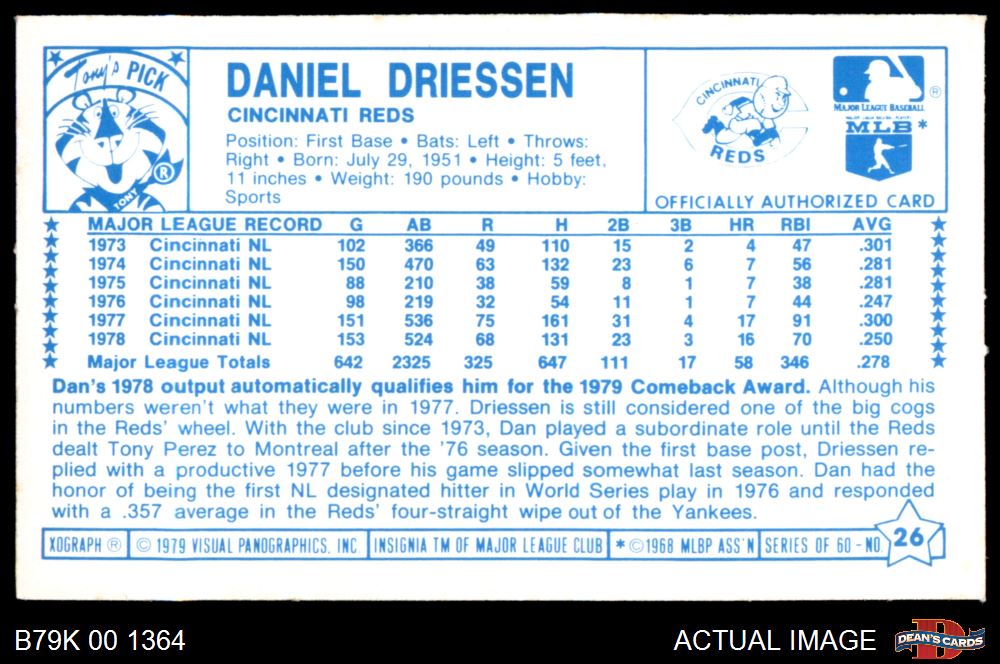 Tony's PICK
TONY
®
DANIEL DRIESSEN
CINCINNATI REDS
Position: First Base • Bats: Left • Throws:
Right • Born: July 29, 1951 • Height: 5 feet,
11 inches • Weight: 190 pounds • Hobby:
Sports
CINCINNATI
REDS
®
MAJOR LEAGUE BASEBALL
MAJOR LEAGUE BASEBALL PLAYERS
MLB *
OFFICIALLY AUTHORIZED CARD
MAJOR LEAGUE RECORD G AB R H 2B 3B HR RBI AVG
1973 Cincinnati NL 102 366 49 110 15 2 4 47 .301
1974 Cincinnati NL 150 470 63 132 23 6 7 56 .281
1975 Cincinnati NL 88 210 38 59 8 1 7 38 .281
1976 Cincinnati NL 98 219 32 54 11 1 7 44 .247
1977 Cincinnati NL 151 536 75 161 31 4 17 91 .300
1978 Cincinnati NL 153 524 68 131 23 3 16 70 .250
Major League Totals 642 2325 325 647 111 17 58 346 .278
Dan's 1978 output automatically qualifies him for the 1979 Comeback Award. Although his
numbers weren't what they were in 1977. Driessen is still considered one of the big cogs
in the Reds' wheel. With the club since 1973, Dan played a subordinate role until the Reds
dealt Tony Perez to Montreal after the '76 season. Given the first base post, Driessen re-
plied with a productive 1977 before his game slipped somewhat last season. Dan had the
honor of being the first NL designated hitter in World Series play in 1976 and responded
with a .357 average in the Reds' four-straight wipe out of the Yankees.
XOGRAPH ® © 1979 VISUAL PANOGRAPHICS, INC. INSIGNIA TM OF MAJOR LEAGUE CLUB * © 1968 MLBP ASS'N SERIES OF 60 - NO. 26
B79K 00 1364
ACTUAL IMAGE
DEAN'S CARDS